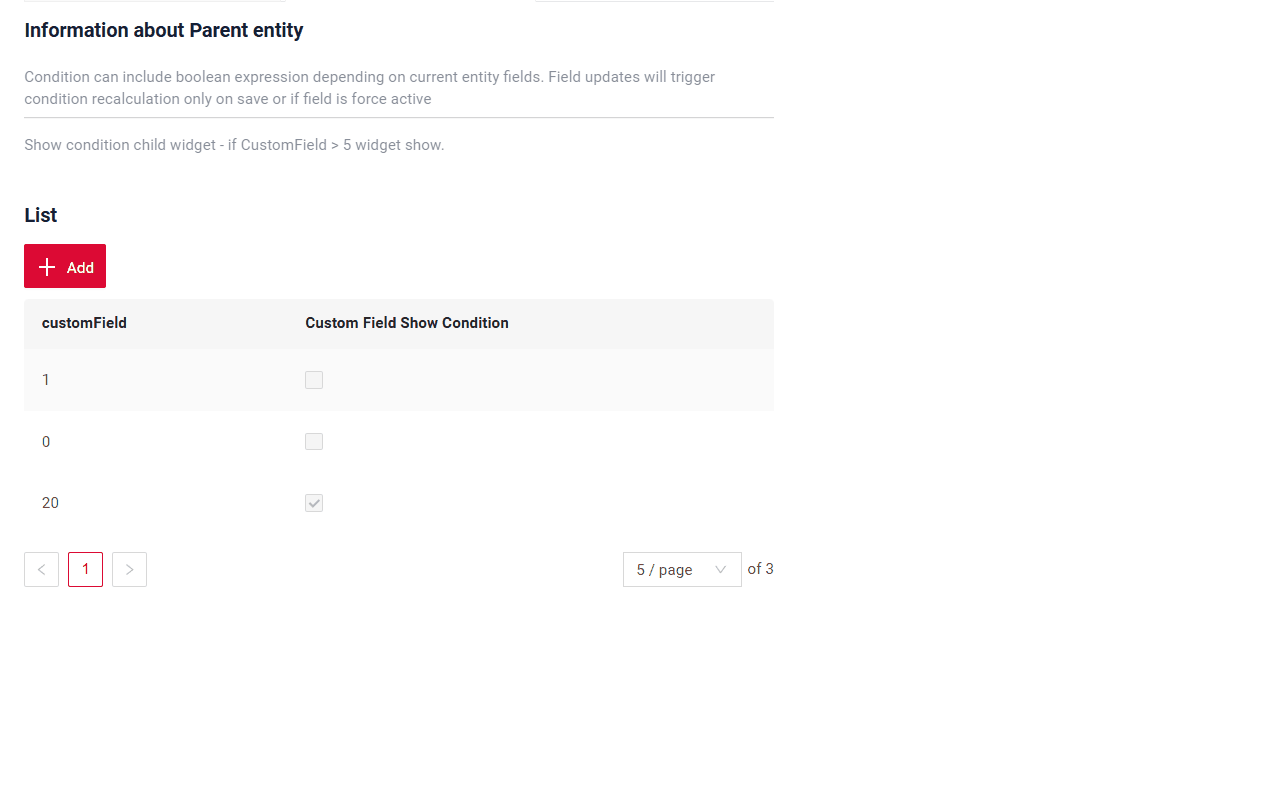 Information about Parent entity
Condition can include boolean expression depending on current entity fields. Field updates will trigger
condition recalculation only on save or if field is force active
Show condition child widget - if CustomField > 5 widget show.
List
Add
customField Custom Field Show Condition
1
0
20
1 5 / page of 3